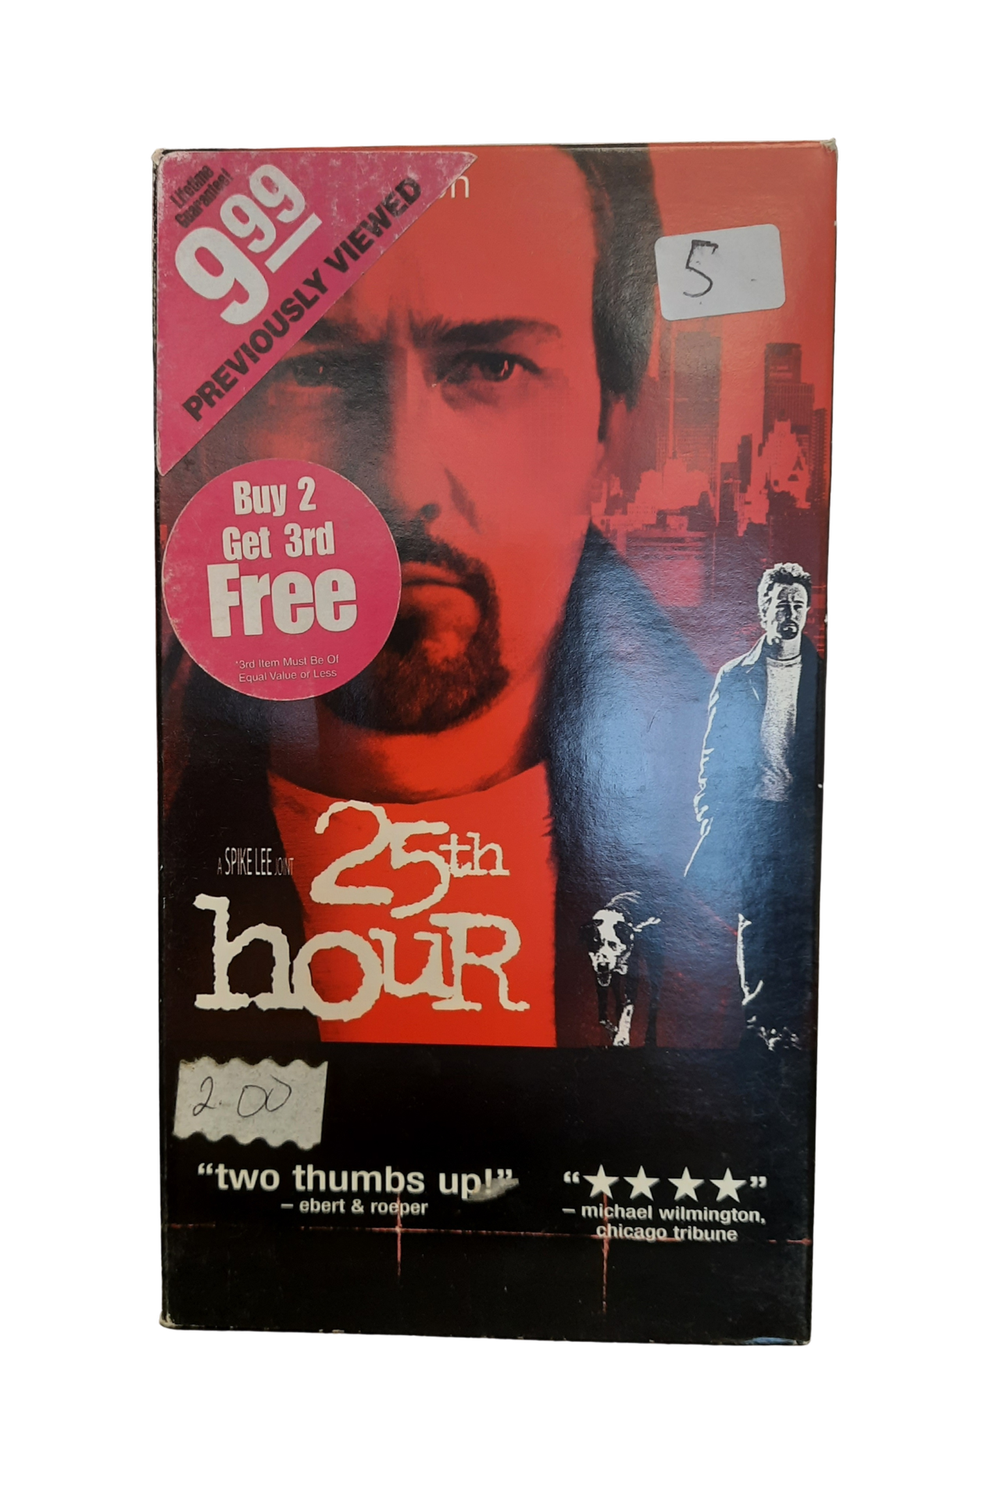 Lifetime
Guarantee!
9.99
PREVIOUSLY VIEWED
5
Buy 2
Get 3rd
Free
*3rd Item Must Be Of
Equal Value or Less
A SPIKE LEE JOINT
25th
houR
2.00
“two thumbs up!”
– ebert & roeper
“★★★★”
– michael wilmington,
chicago tribune